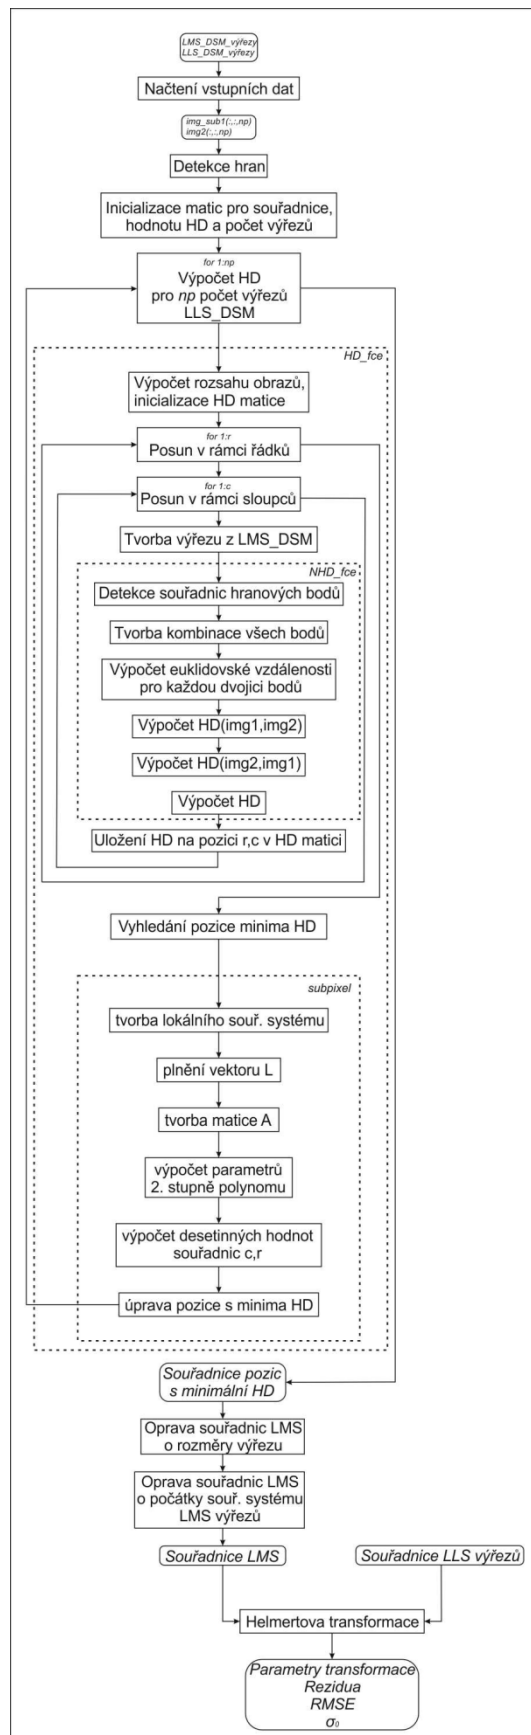 LMS_DSM_výřezy
LLS_DSM_výřezy
Načtení vstupních dat
img_sub1(:,:,np)
img2(:,:,np)
Detekce hran
Inicializace matic pro souřadnice,
hodnotu HD a počet výřezů
for 1:np
Výpočet HD
pro np počet výřezů
LLS_DSM
HD_fce
Výpočet rozsahu obrazů,
inicializace HD matice
for 1:r
Posun v rámci řádků
for 1:c
Posun v rámci sloupců
Tvorba výřezu z LMS_DSM
NHD_fce
Detekce souřadnic hranových bodů
Tvorba kombinace všech bodů
Výpočet euklidovské vzdálenosti
pro každou dvojici bodů
Výpočet HD(img1,img2)
Výpočet HD(img2,img1)
Výpočet HD
Uložení HD na pozici r,c v HD matici
Vyhledání pozice minima HD
subpixel
tvorba lokálního souř. systému
plnění vektoru L
tvorba matice A
výpočet parametrů
2. stupně polynomu
výpočet desetinných hodnot
souřadnic c,r
úprava pozice s minima HD
Souřadnice pozic
s minimální HD
Oprava souřadnic LMS
o rozměry výřezu
Oprava souřadnic LMS
o počátky souř. systému
LMS výřezů
Souřadnice LMS
Souřadnice LLS výřezů
Helmertova transformace
Parametry transformace
Rezidua
RMSE
σ₀